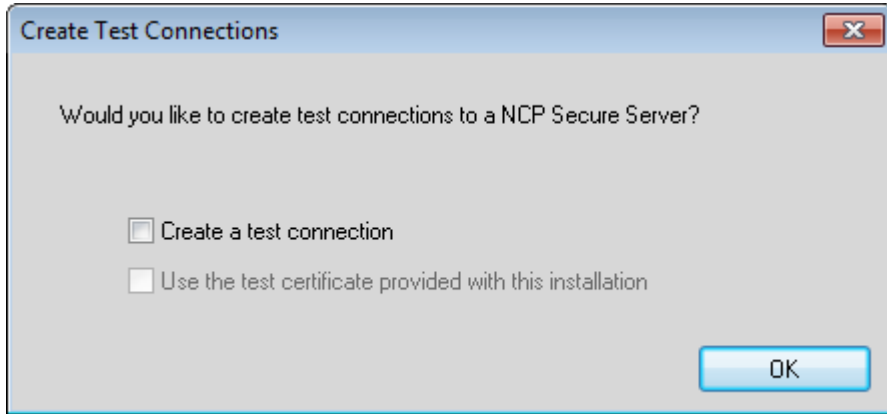 Create Test Connections
Would you like to create test connections to a NCP Secure Server?
Create a test connection
Use the test certificate provided with this installation
OK